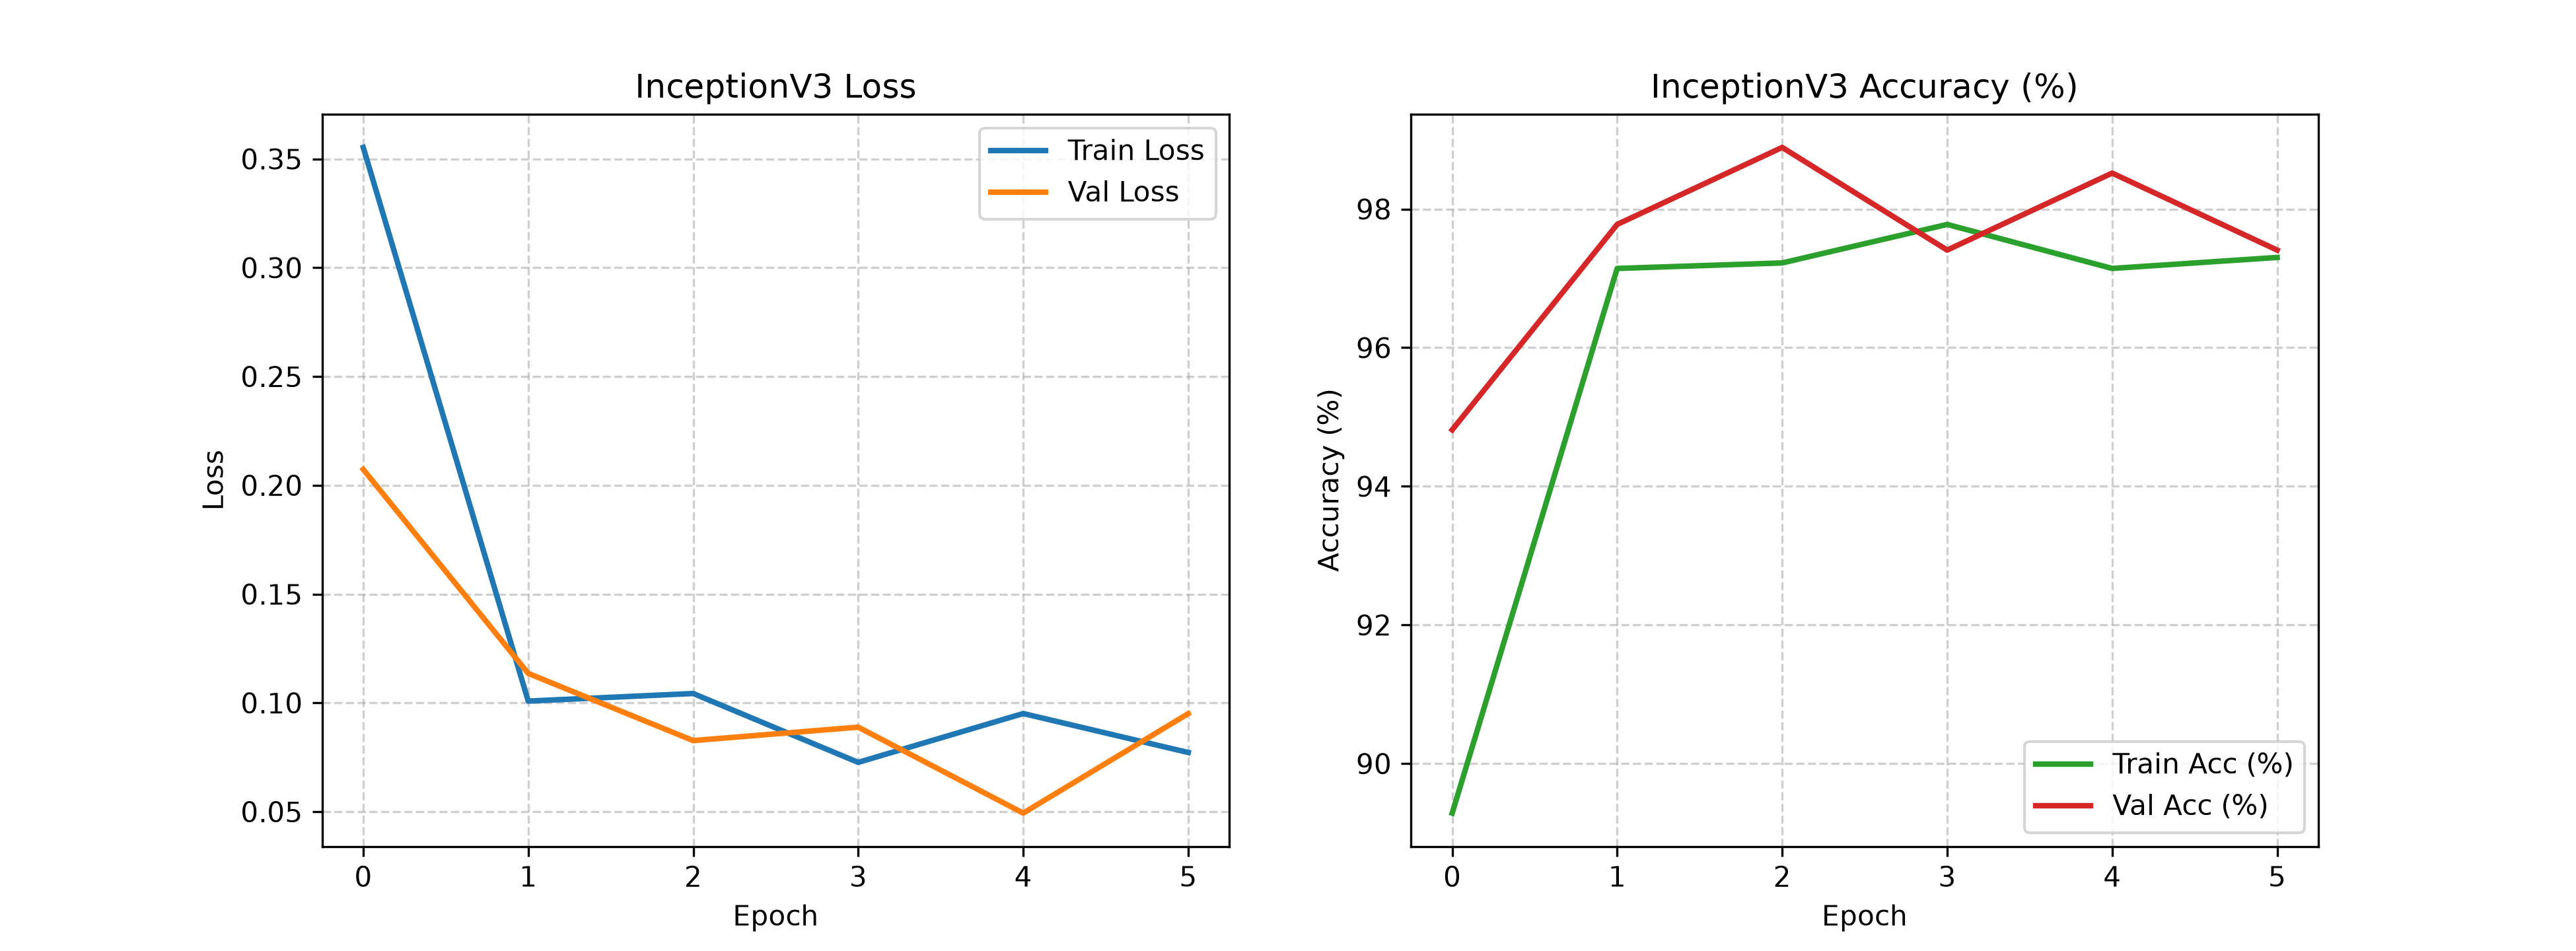 InceptionV3 Loss
0.35
0.30
0.25
0.20
0.15
0.10
0.05
Loss
Train Loss
Val Loss
0 1 2 3 4 5
Epoch
InceptionV3 Accuracy (%)
98
96
94
92
90
Accuracy (%)
Train Acc (%)
Val Acc (%)
0 1 2 3 4 5
Epoch